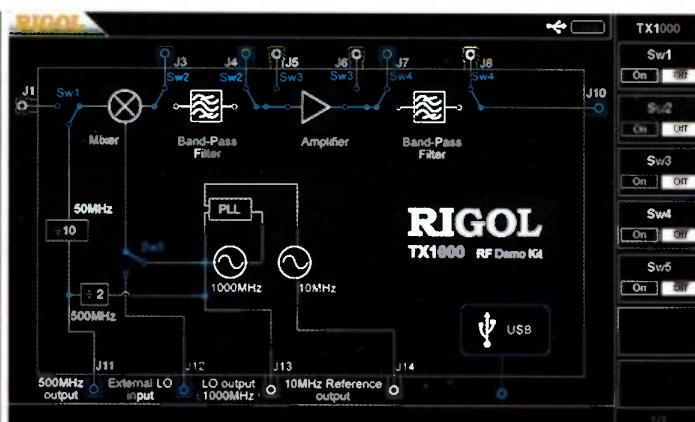 RIGOL
TX1000
Sw1
On Off
Sw2
On Off
Sw3
On Off
Sw4
On Off
Sw5
On Off
J1
Sw1
J3
Sw2
J4
Sw2
J5
Sw3
J6
Sw3
J7
Sw4
J8
Sw4
J10
Mixer
Band-Pass
Filter
Amplifier
Band-Pass
Filter
50MHz
÷10
PLL
Sw5
1000MHz
10MHz
÷ 2
500MHz
RIGOL
TX1000 RF Demo Kit
USB
J11
J12
J13
J14
500MHz
output
External LO
input
LO output
1000MHz
10MHz Reference
output
1/1